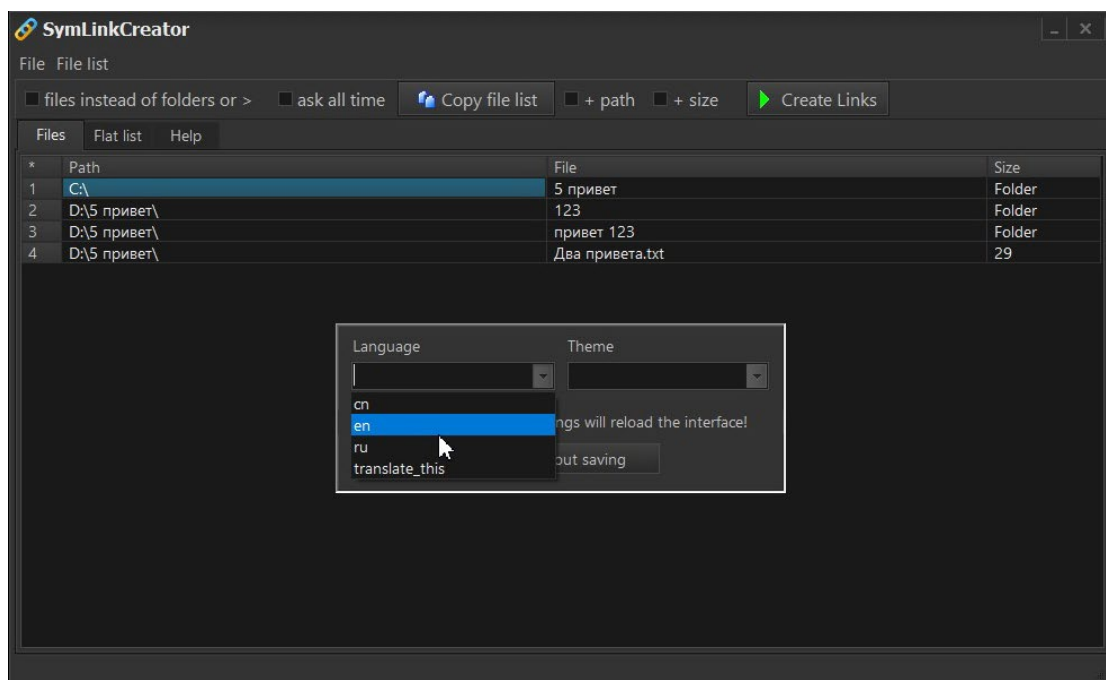 SymLinkCreator
File File list
files instead of folders or > ask all time Copy file list + path + size Create Links
Files Flat list Help
* Path File Size
1 C:\ 5 привет Folder
2 D:\5 привет\ 123 Folder
3 D:\5 привет\ привет 123 Folder
4 D:\5 привет\ Два привета.txt 29
Language Theme
cn
en
ngs will reload the interface!
ru
out saving
translate_this